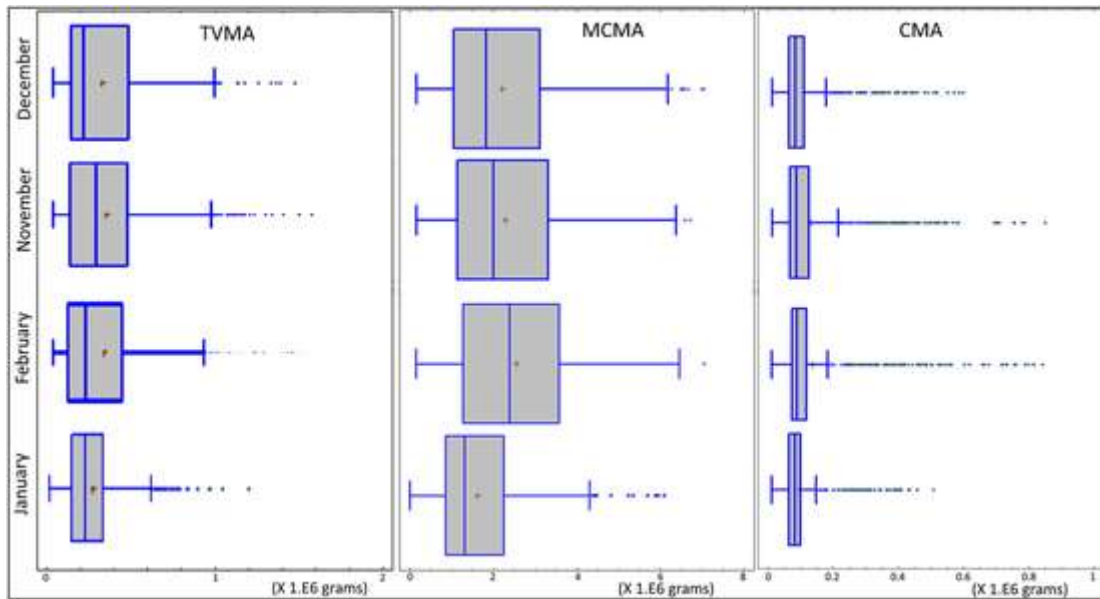 TVMA
MCMA
CMA
December
November
February
January
0 1 2
(X 1.E6 grams)
0 2 4 6 8
(X 1.E6 grams)
0 0.2 0.4 0.6 0.8 1
(X 1.E6 grams)